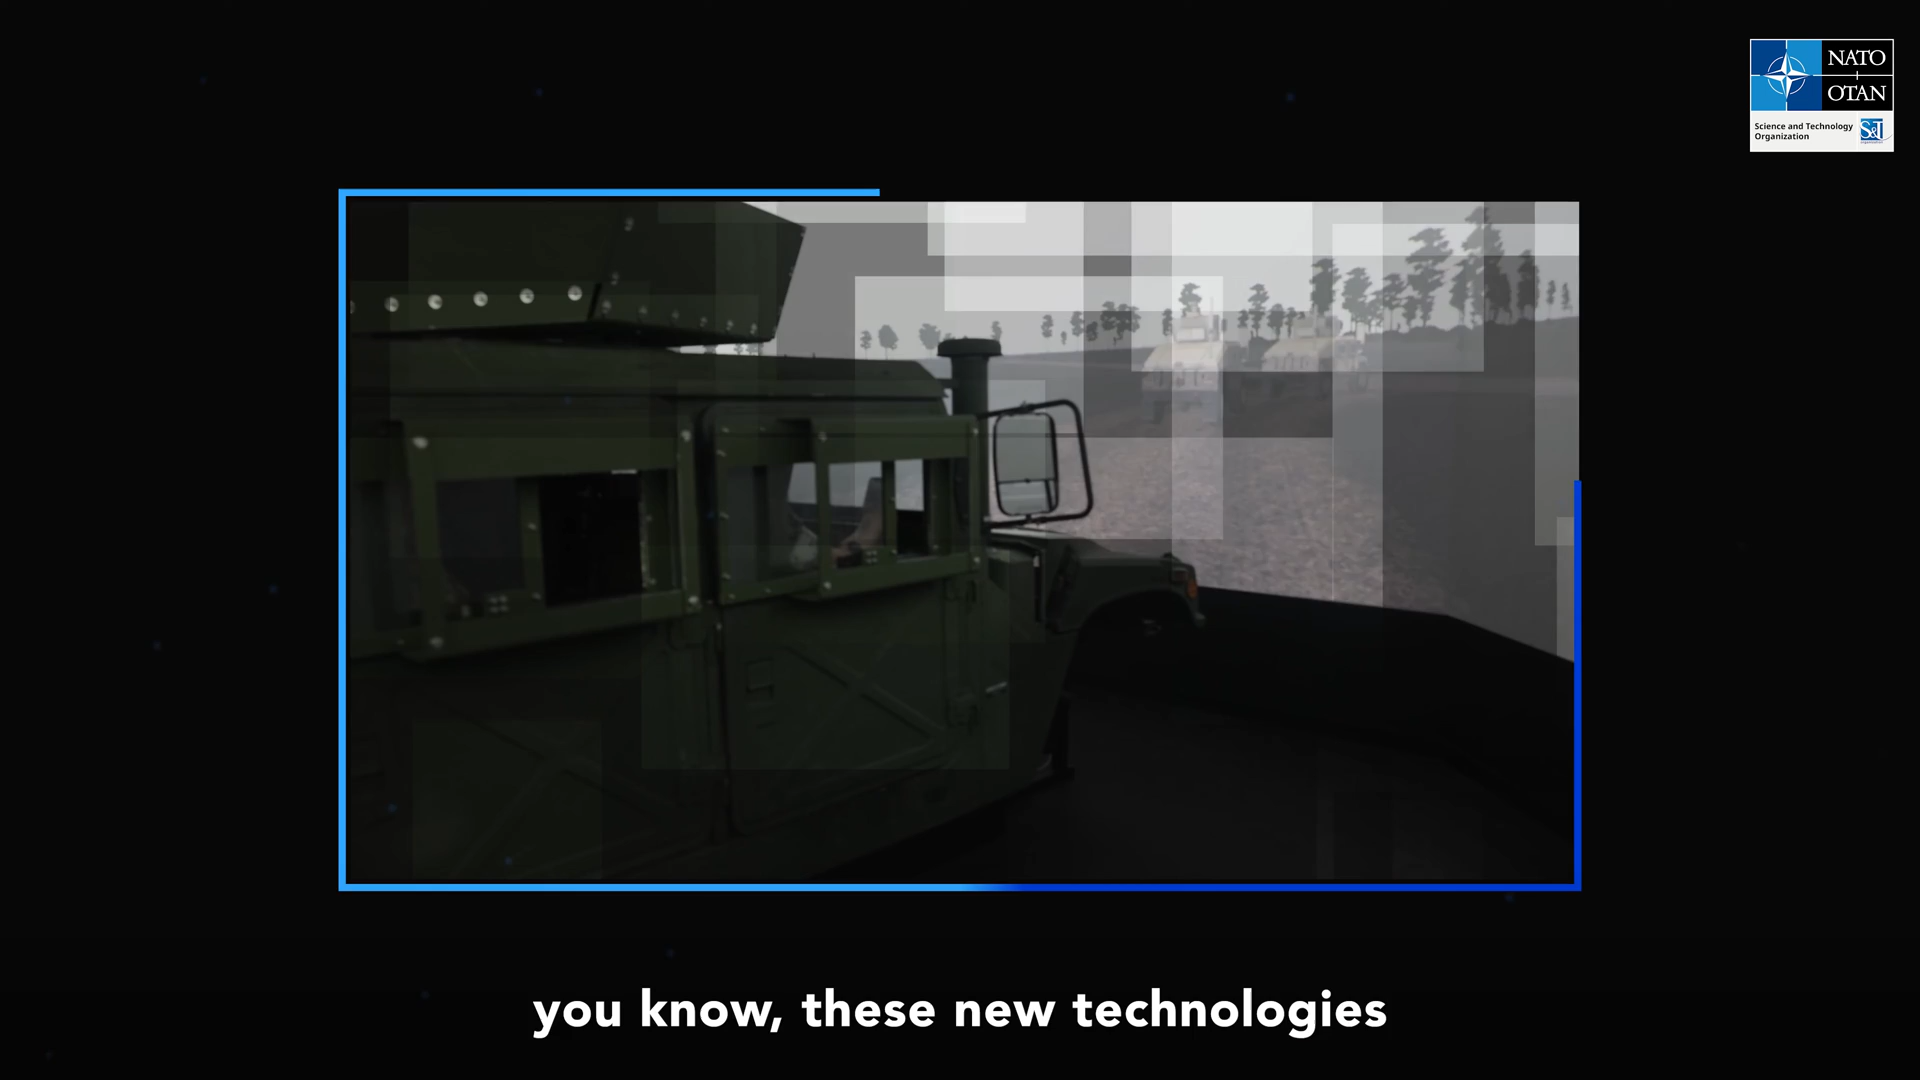 NATO
OTAN
Science and Technology
Organization
S&T
you know, these new technologies